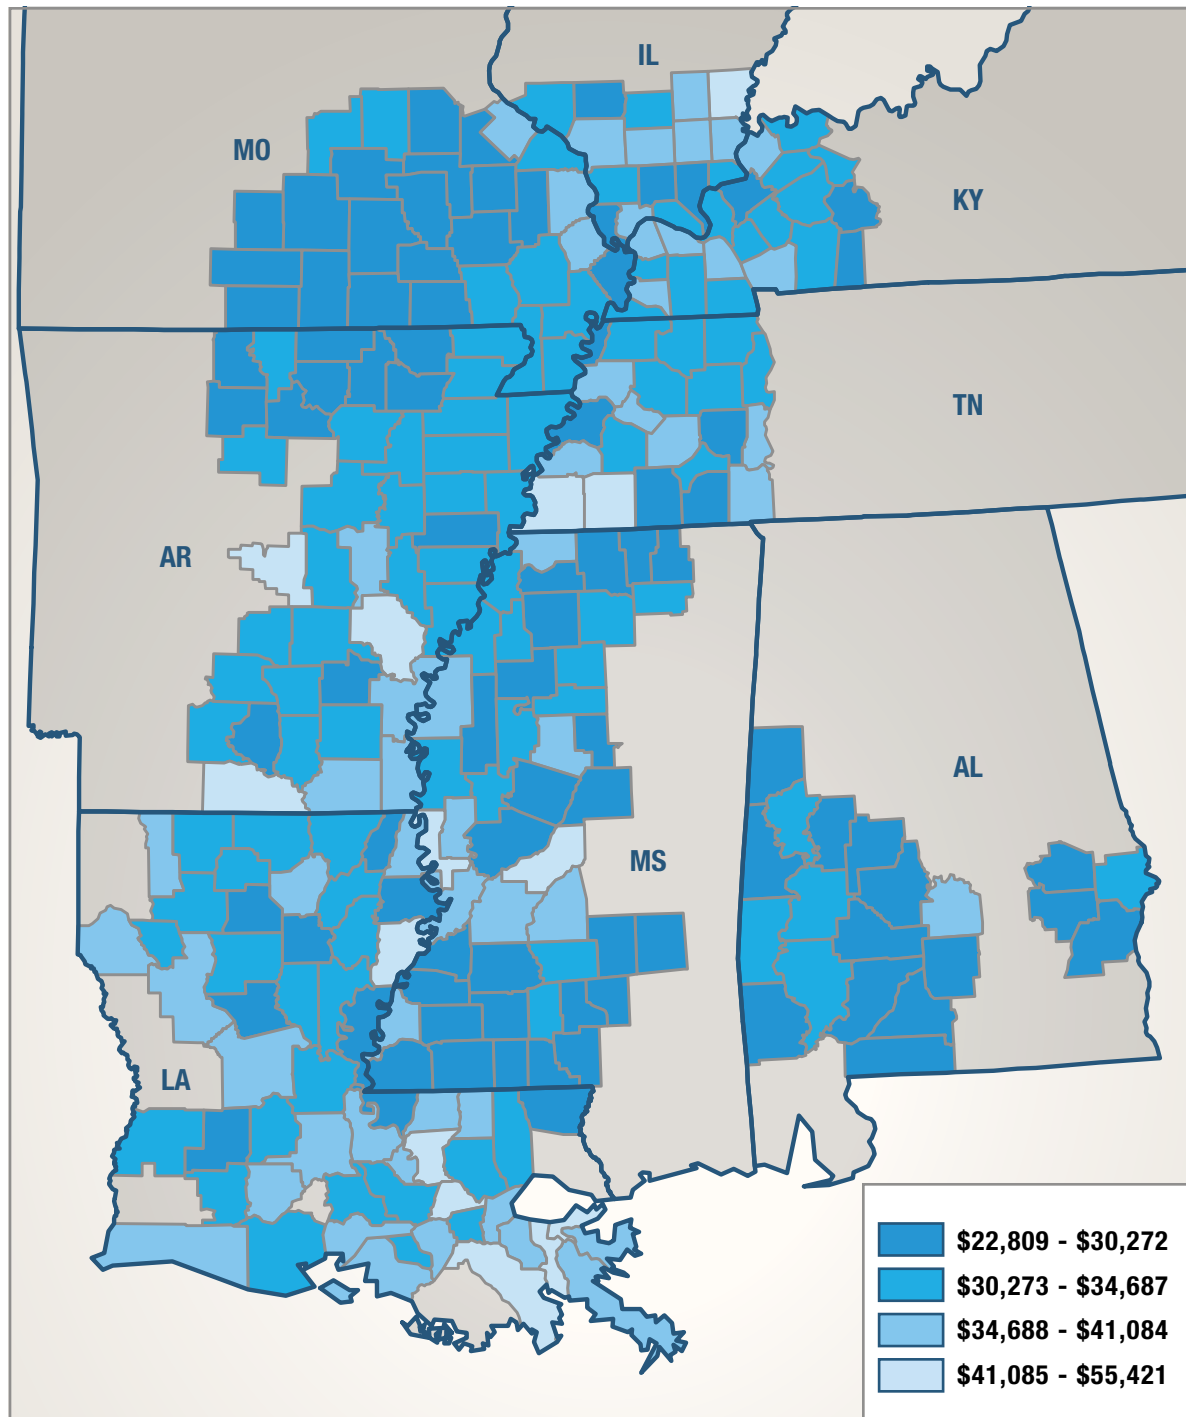 IL
MO
KY
TN
AR
AL
MS
LA
$22,809 - $30,272
$30,273 - $34,687
$34,688 - $41,084
$41,085 - $55,421